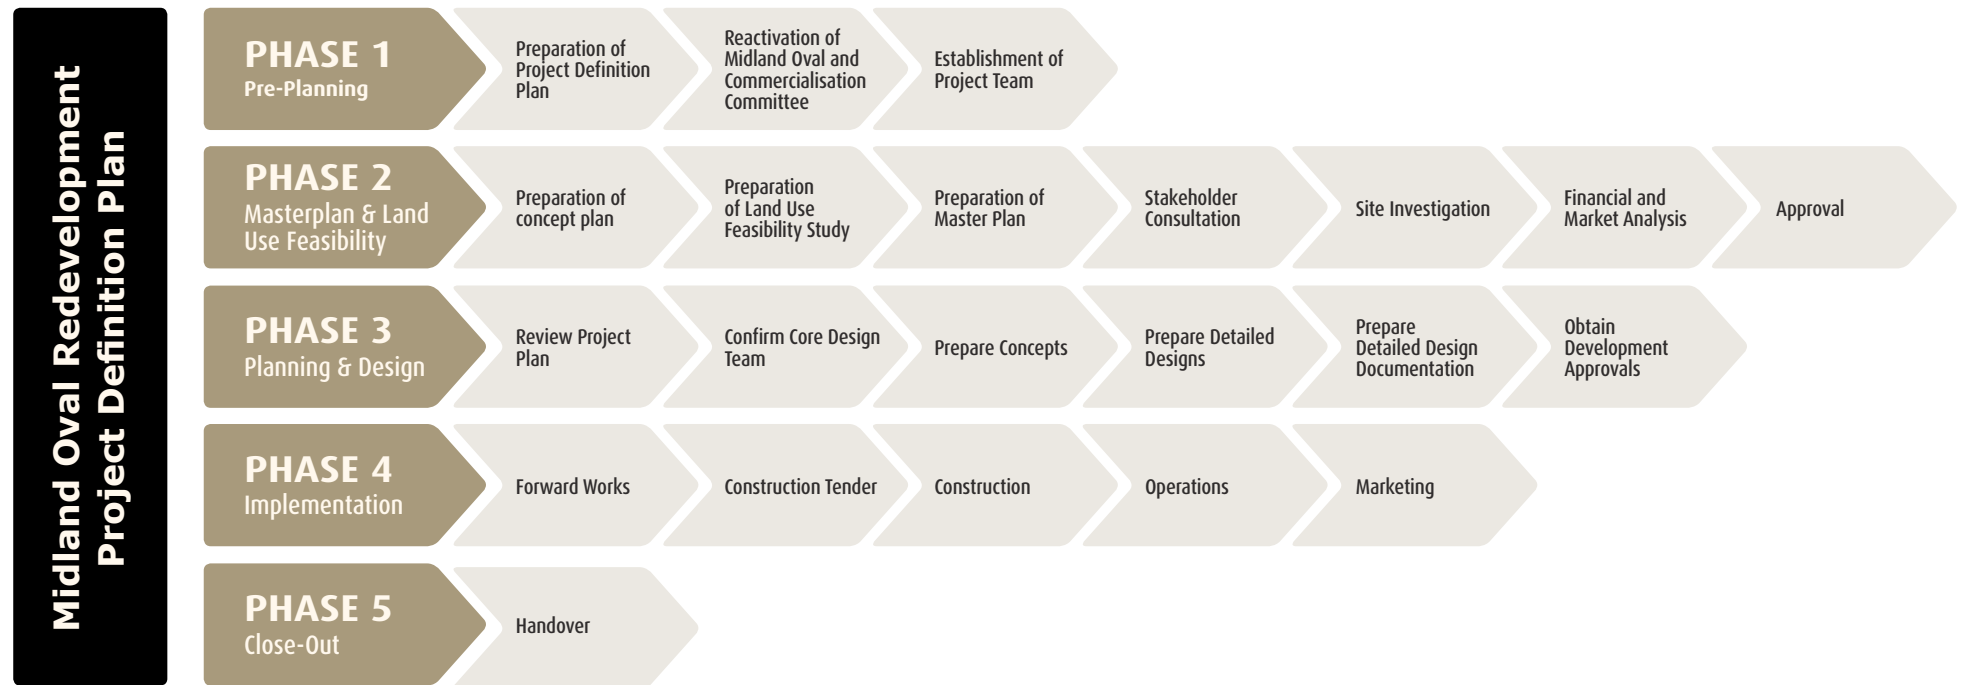 Midland Oval Redevelopment
Project Definition Plan
PHASE 1
Pre-Planning
Preparation of
Project Definition
Plan
Reactivation of
Midland Oval and
Commercialisation
Committee
Establishment of
Project Team
PHASE 2
Masterplan & Land
Use Feasibility
Preparation of
concept plan
Preparation
of Land Use
Feasibility Study
Preparation of
Master Plan
Stakeholder
Consultation
Site Investigation
Financial and
Market Analysis
Approval
PHASE 3
Planning & Design
Review Project
Plan
Confirm Core Design
Team
Prepare Concepts
Prepare Detailed
Designs
Prepare
Detailed Design
Documentation
Obtain
Development
Approvals
PHASE 4
Implementation
Forward Works
Construction Tender
Construction
Operations
Marketing
PHASE 5
Close-Out
Handover